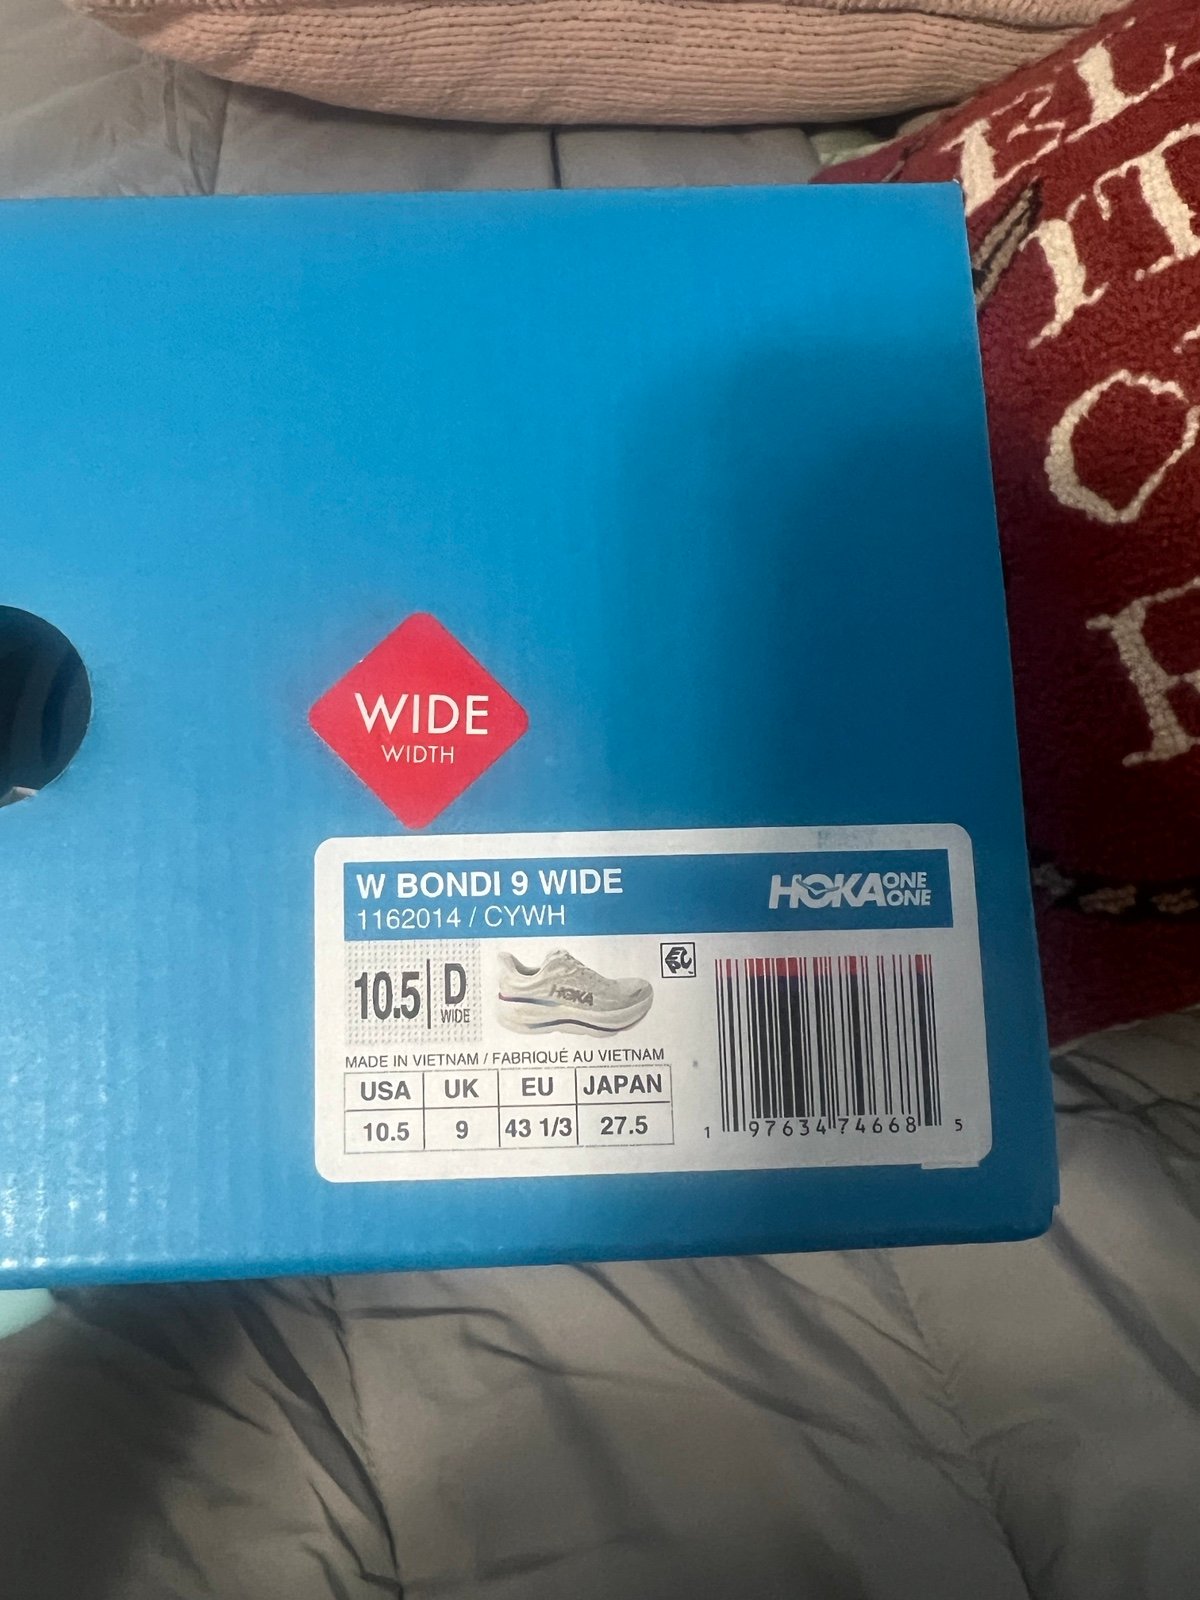 WIDE
WIDTH
W BONDI 9 WIDE
1162014 / CYWH
HOKA ONE ONE
10.5 D WIDE
HOKA
MADE IN VIETNAM / FABRIQUÉ AU VIETNAM
USA UK EU JAPAN
10.5 9 43 1/3 27.5
1 97634 74668 5